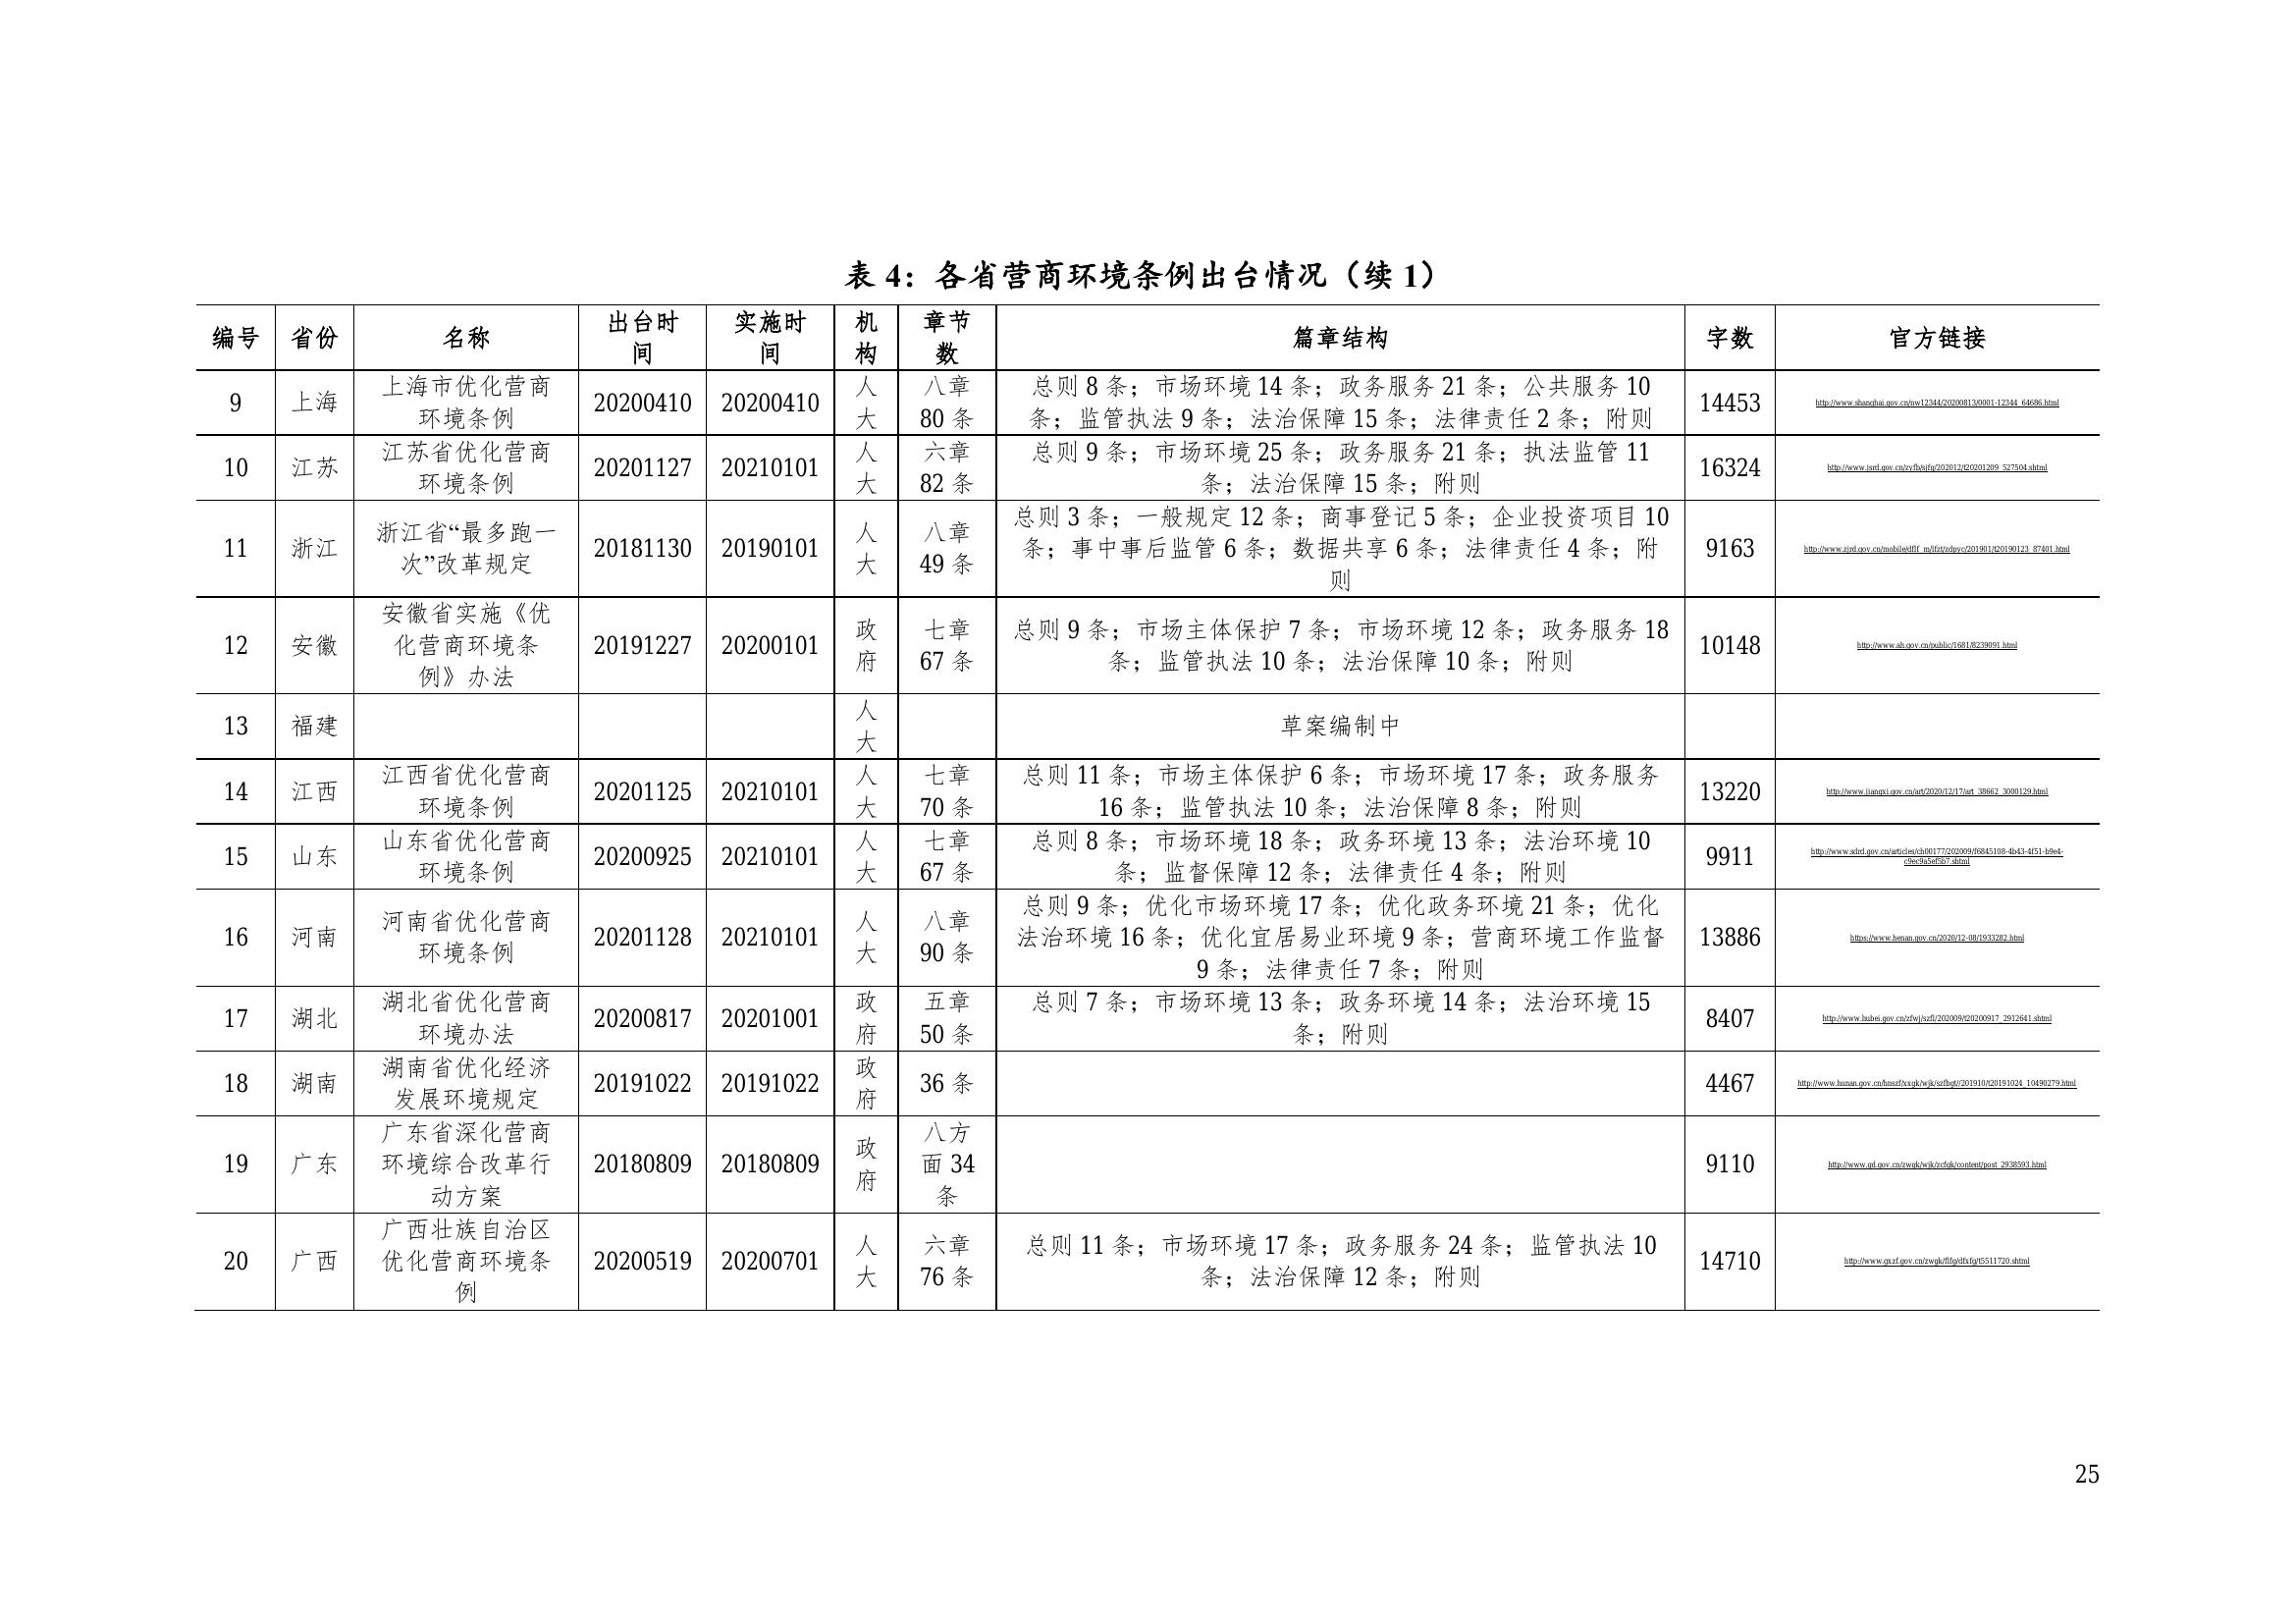 表 4：各省营商环境条例出台情况（续 1）
编号 省份 名称 出台时间 实施时间 机构 章节数 篇章结构 字数 官方链接
9 上海 上海市优化营商环境条例 20200410 20200410 人大 八章 80 条 总则 8 条；市场环境 14 条；政务服务 21 条；公共服务 10 条；监管执法 9 条；法治保障 15 条；法律责任 2 条；附则 14453 http://www.shanghai.gov.cn/nw12344/20200813/0001-12344_64686.html
10 江苏 江苏省优化营商环境条例 20201127 20210101 人大 六章 82 条 总则 9 条；市场环境 25 条；政务服务 21 条；执法监管 11 条；法治保障 15 条；附则 16324 http://www.jsrd.gov.cn/zyfb/sjfg/202012/t20201209_527504.shtml
11 浙江 浙江省“最多跑一次”改革规定 20181130 20190101 人大 八章 49 条 总则 3 条；一般规定 12 条；商事登记 5 条；企业投资项目 10 条；事中事后监管 6 条；数据共享 6 条；法律责任 4 条；附则 9163 http://www.zjrd.gov.cn/mobile/dflf_m/lfzt/zdpyc/201901/t20190123_87401.html
12 安徽 安徽省实施《优化营商环境条例》办法 20191227 20200101 政府 七章 67 条 总则 9 条；市场主体保护 7 条；市场环境 12 条；政务服务 18 条；监管执法 10 条；法治保障 10 条；附则 10148 http://www.ah.gov.cn/public/1681/8239091.html
13 福建 人大 草案编制中
14 江西 江西省优化营商环境条例 20201125 20210101 人大 七章 70 条 总则 11 条；市场主体保护 6 条；市场环境 17 条；政务服务 16 条；监管执法 10 条；法治保障 8 条；附则 13220 http://www.jiangxi.gov.cn/art/2020/12/17/art_38662_3000129.html
15 山东 山东省优化营商环境条例 20200925 20210101 人大 七章 67 条 总则 8 条；市场环境 18 条；政务环境 13 条；法治环境 10 条；监督保障 12 条；法律责任 4 条；附则 9911 http://www.sdrd.gov.cn/articles/ch00177/202009/f6845108-4b43-4f51-b9e4-c9ec9a5ef5b7.shtml
16 河南 河南省优化营商环境条例 20201128 20210101 人大 八章 90 条 总则 9 条；优化市场环境 17 条；优化政务环境 21 条；优化法治环境 16 条；优化宜居易业环境 9 条；营商环境工作监督 9 条；法律责任 7 条；附则 13886 https://www.henan.gov.cn/2020/12-08/1933282.html
17 湖北 湖北省优化营商环境办法 20200817 20201001 政府 五章 50 条 总则 7 条；市场环境 13 条；政务环境 14 条；法治环境 15 条；附则 8407 http://www.hubei.gov.cn/zfwj/szfl/202009/t20200917_2912641.shtml
18 湖南 湖南省优化经济发展环境规定 20191022 20191022 政府 36 条 4467 http://www.hunan.gov.cn/hnszf/xxgk/wjk/szfbgt//201910/t20191024_10490279.html
19 广东 广东省深化营商环境综合改革行动方案 20180809 20180809 政府 八方面 34 条 9110 http://www.gd.gov.cn/zwgk/wjk/zcfgk/content/post_2938593.html
20 广西 广西壮族自治区优化营商环境条例 20200519 20200701 人大 六章 76 条 总则 11 条；市场环境 17 条；政务服务 24 条；监管执法 10 条；法治保障 12 条；附则 14710 http://www.gxzf.gov.cn/zwgk/flfg/dfxfg/t5511720.shtml
25